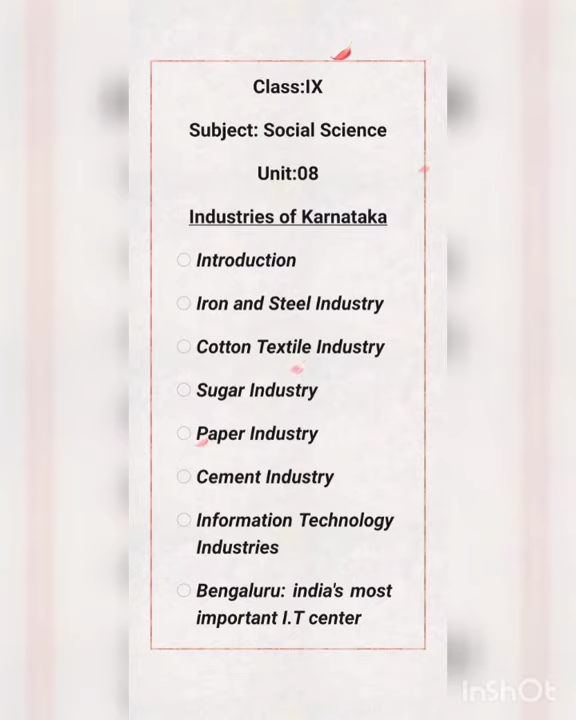 Class:IX
Subject: Social Science
Unit:08
Industries of Karnataka
Introduction
Iron and Steel Industry
Cotton Textile Industry
Sugar Industry
Paper Industry
Cement Industry
Information Technology
Industries
Bengaluru: india's most
important I.T center
InShOt